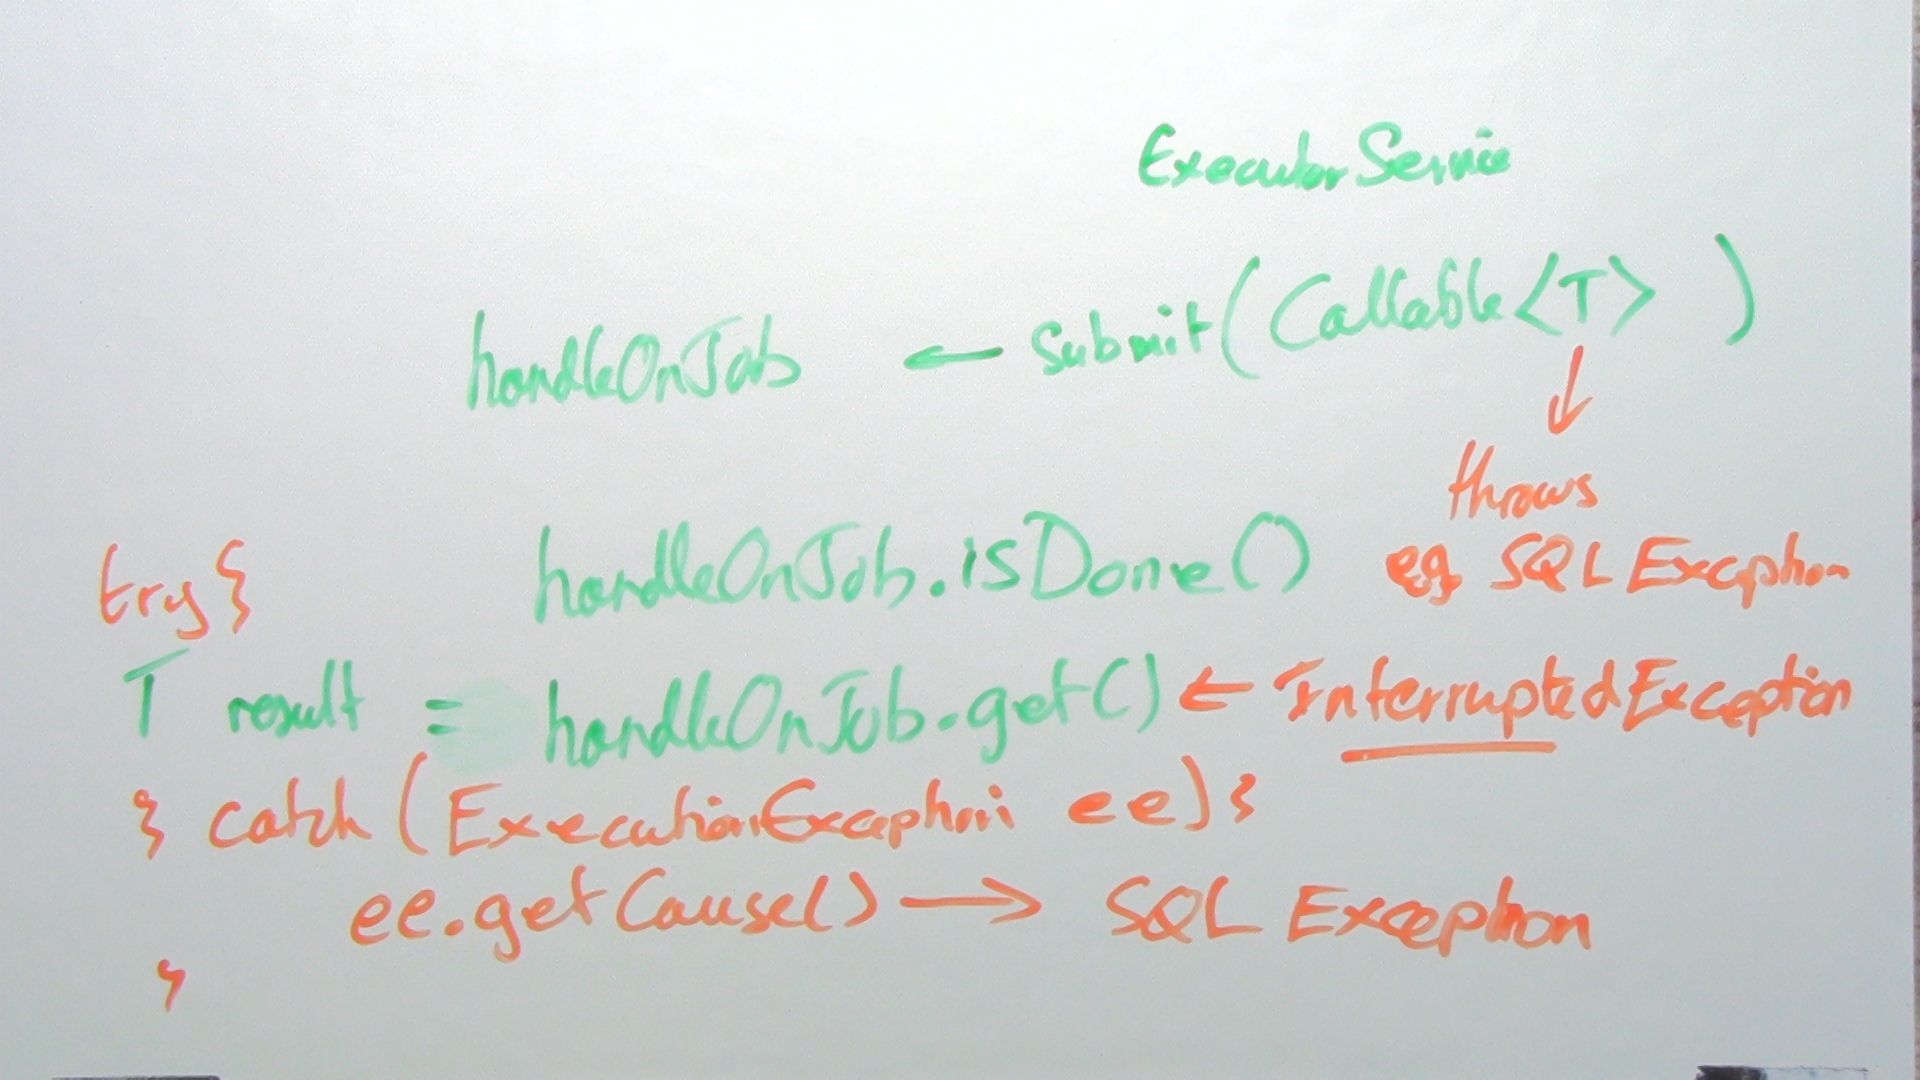 ExecutorService
handleOnJob ← submit(Callable<T> )
↓
throws
handleOnJob.isDone() eg SQL Exception
try {
T result = handleOnJob.get() ← InterruptedException
} catch (ExecutionException ee) {
ee.getCause() → SQL Exception
}